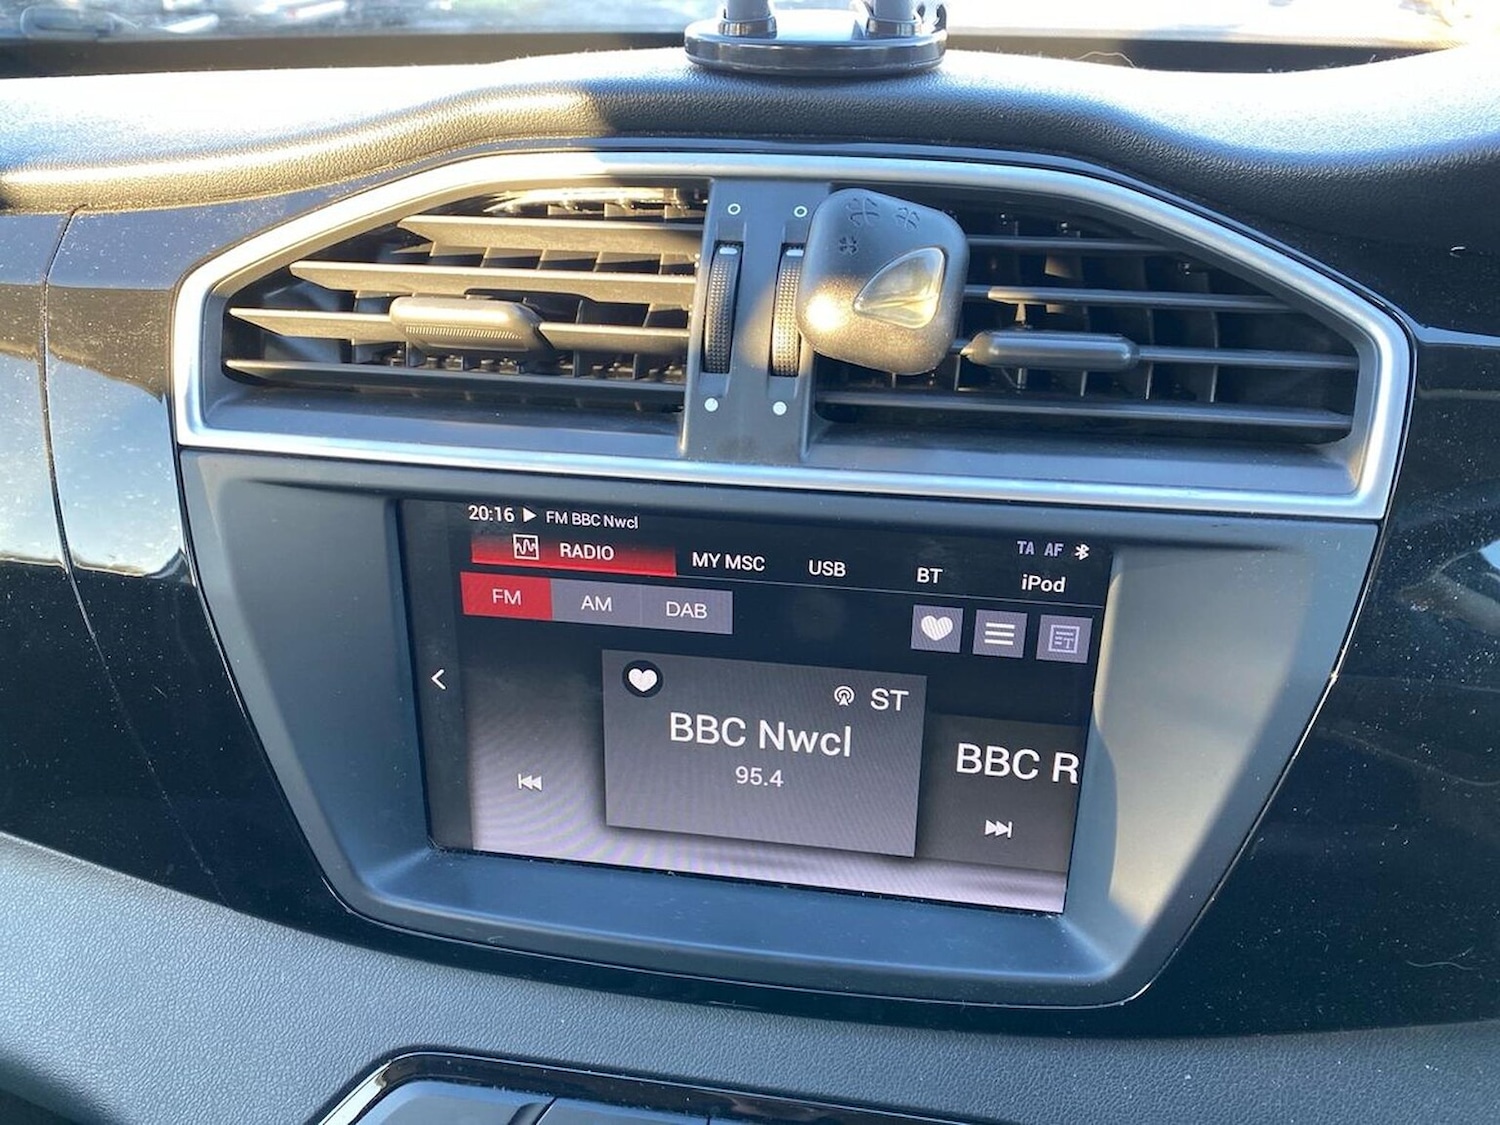 20:16 FM BBC Nwcl
TA AF
RADIO MY MSC USB BT iPod
FM AM DAB
ST
BBC Nwcl
95.4
BBC R